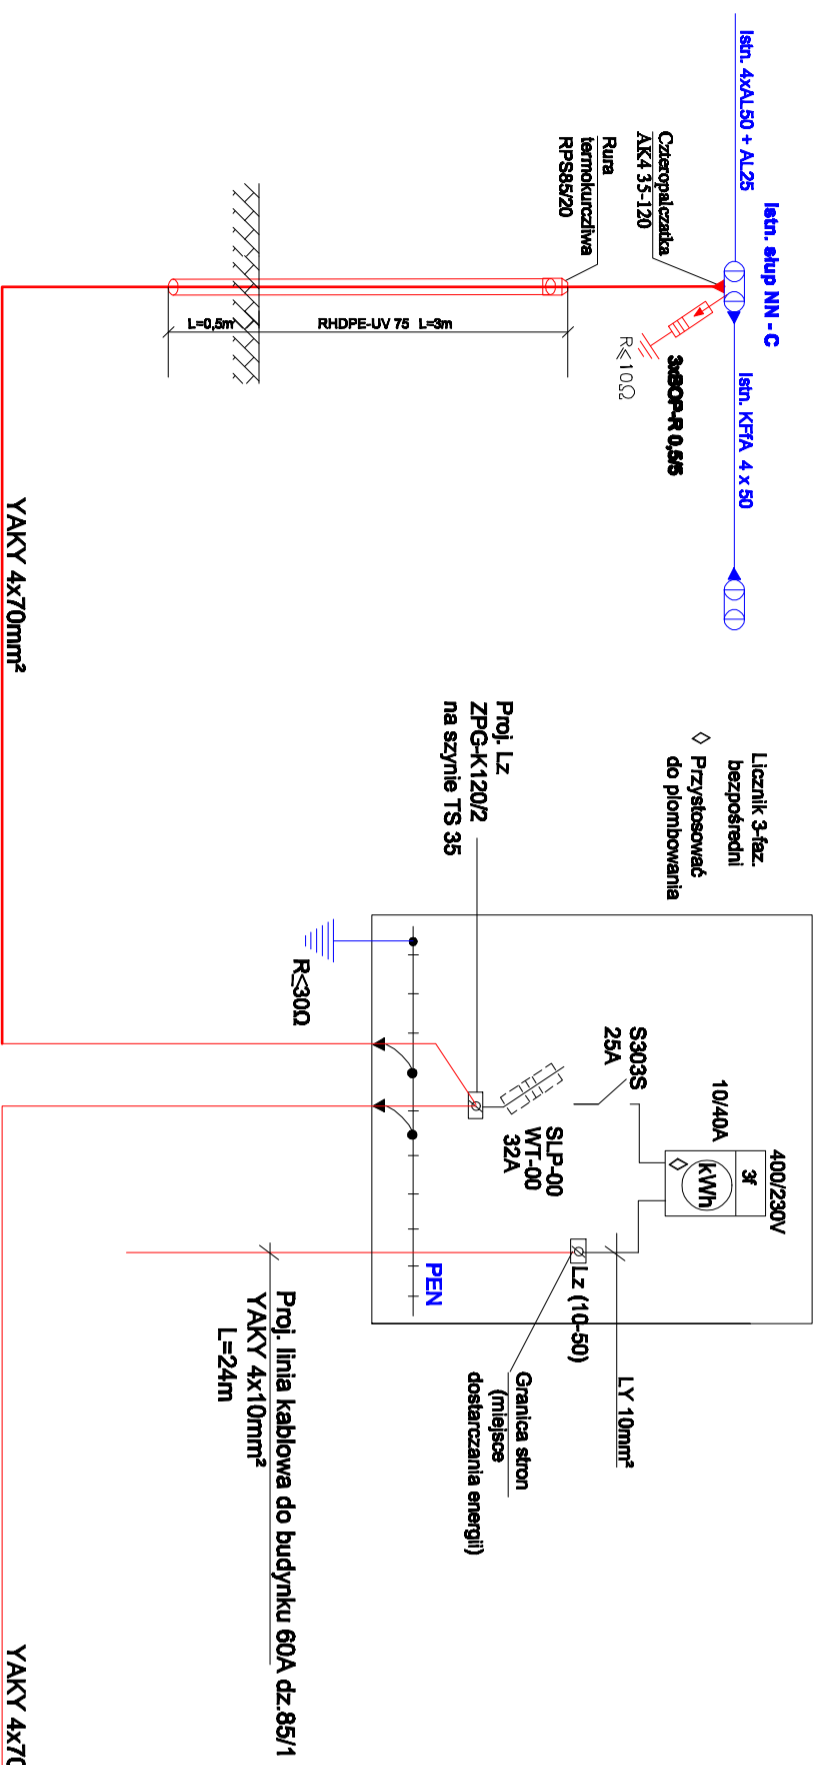 Istn. 4xAL50 + AL25
Istn. słup NN - C
Istn. KFfA 4 x 50
Czteropalczatka
AK4 35-120
Rura
termokurczliwa
RPS85/20
3xBOP-R 0,5/5
R≤10Ω
L=0,5m
RHDPE-UV 75 L=3m
YAKY 4x70mm²
Licznik 3-faz.
bezpośredni
Przystosować
do plombowania
Proj. Lz
ZPG-K120/2
na szynie TS 35
R≤30Ω
S303S
25A
10/40A
400/230V
3f
kWh
SLP-00
WT-00
32A
Lz (10-50)
PEN
LY 10mm²
Granica stron
(miejsce
dostarczania energii)
Proj. linia kablowa do budynku 60A dz.85/1
YAKY 4x10mm²
L=24m
YAKY 4x70